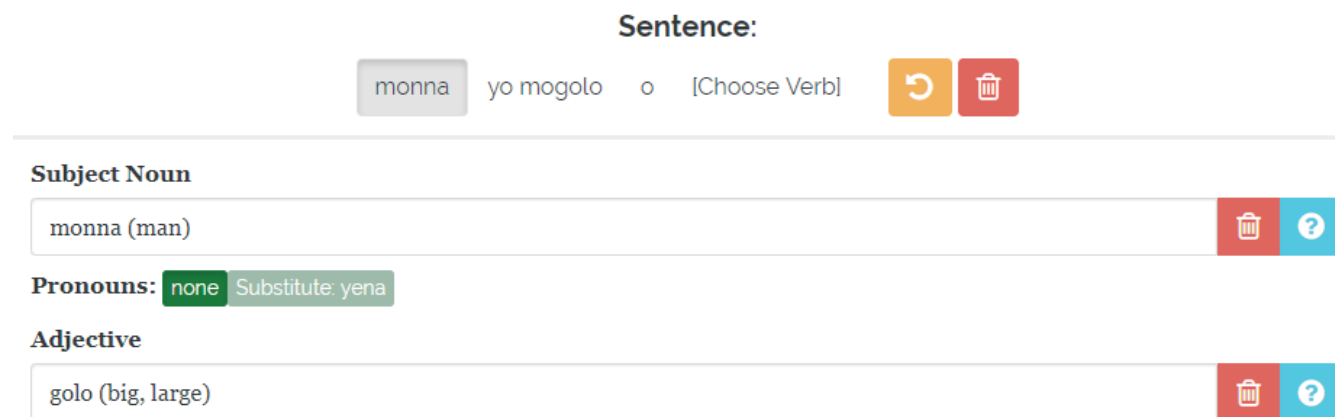 Sentence:
monna yo mogolo o [Choose Verb]
Subject Noun
monna (man)
Pronouns: none Substitute: yena
Adjective
golo (big, large)